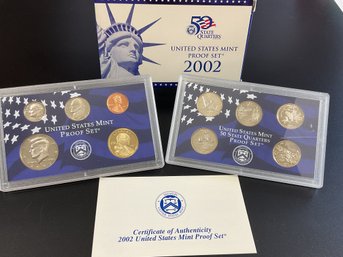 50
STATE
QUARTERS
UNITED STATES MINT
PROOF SET®
2002
UNITED STATES MINT
PROOF SET®
UNITED STATES MINT
50 STATE QUARTERS
PROOF SET®
Certificate of Authenticity
2002 United States Mint Proof Set®